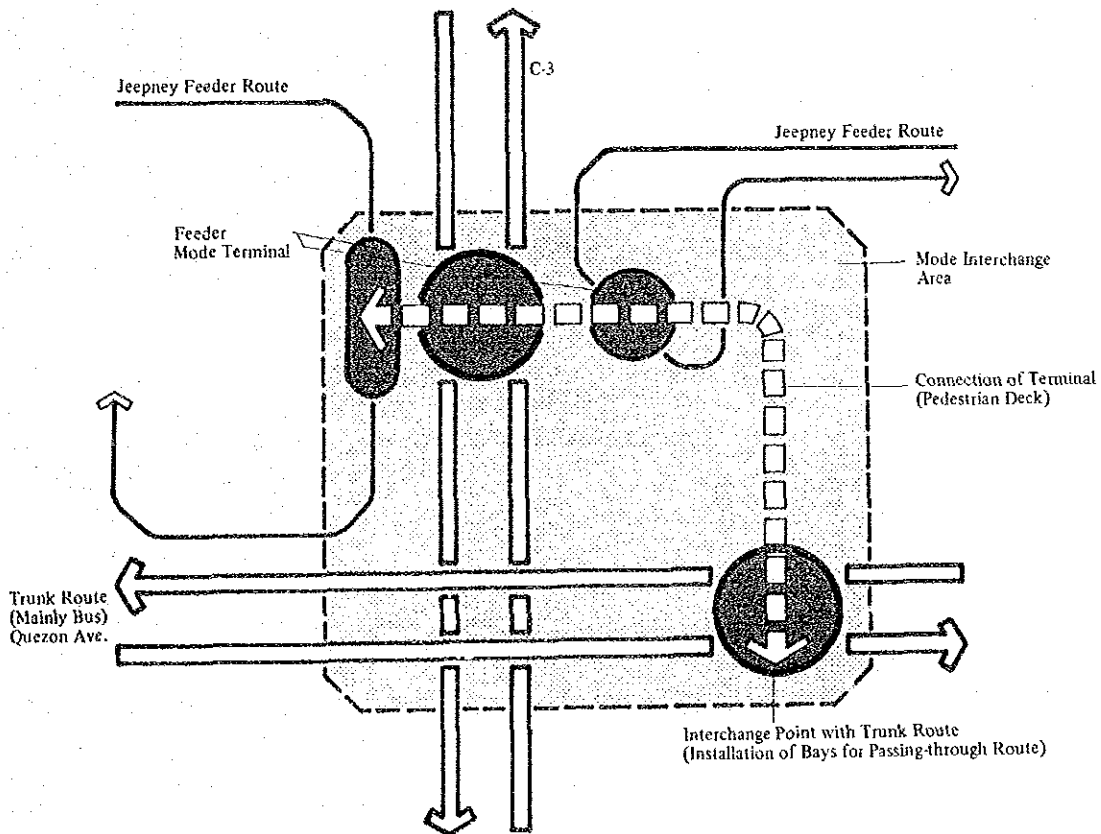 C-3
Jeepney Feeder Route
Jeepney Feeder Route
Feeder
Mode Terminal
Mode Interchange
Area
Connection of Terminal
(Pedestrian Deck)
Trunk Route
(Mainly Bus)
Quezon Ave.
Interchange Point with Trunk Route
(Installation of Bays for Passing-through Route)